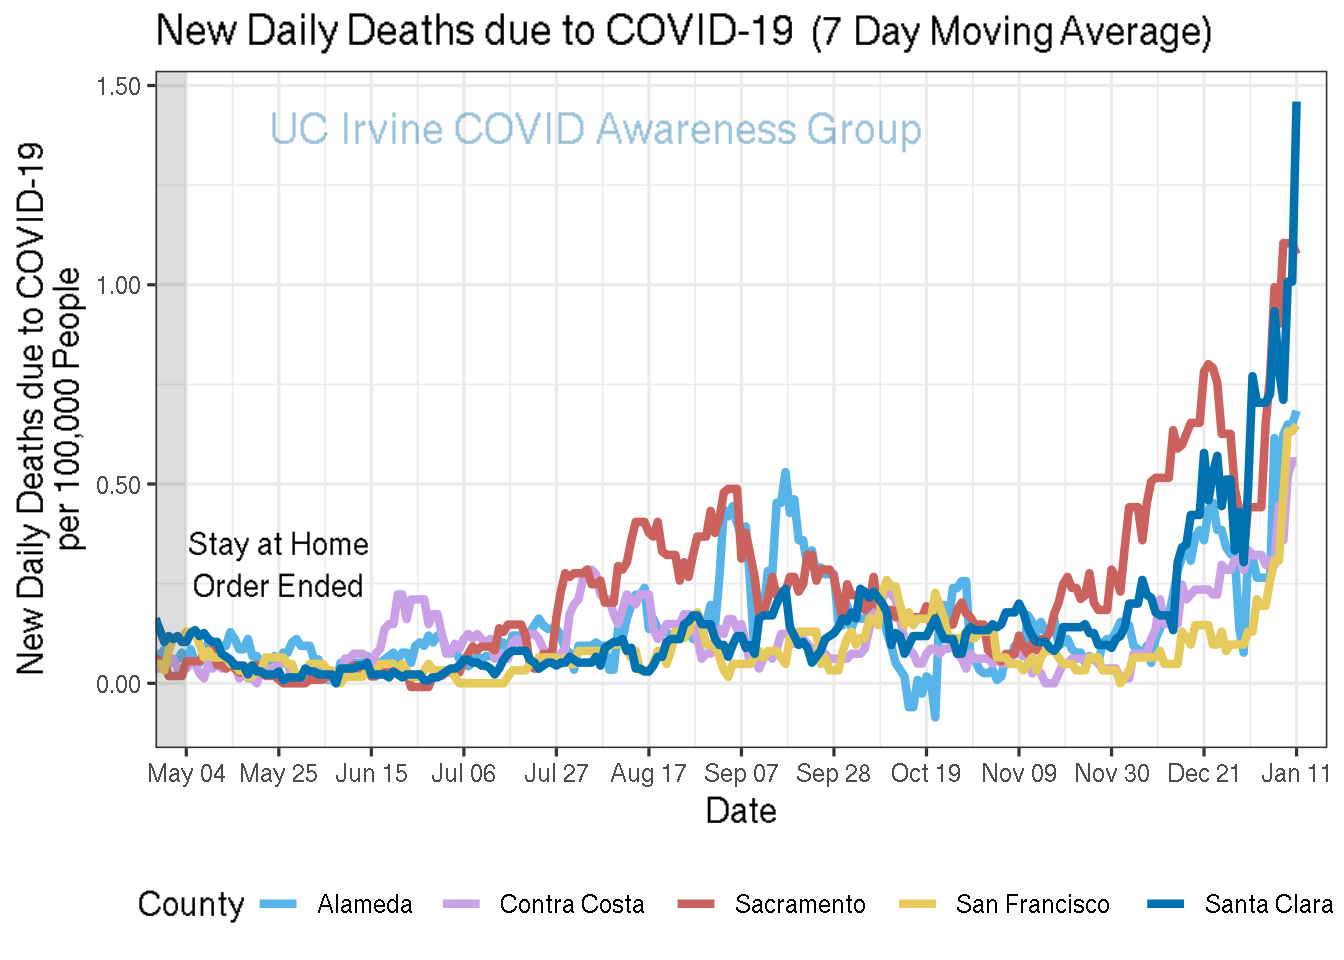 New Daily Deaths due to COVID-19 (7 Day Moving Average)
UC Irvine COVID Awareness Group
New Daily Deaths due to COVID-19
per 100,000 People
1.50
1.00
0.50
0.00
Stay at Home
Order Ended
May 04 May 25 Jun 15 Jul 06 Jul 27 Aug 17 Sep 07 Sep 28 Oct 19 Nov 09 Nov 30 Dec 21 Jan 11
Date
County Alameda Contra Costa Sacramento San Francisco Santa Clara